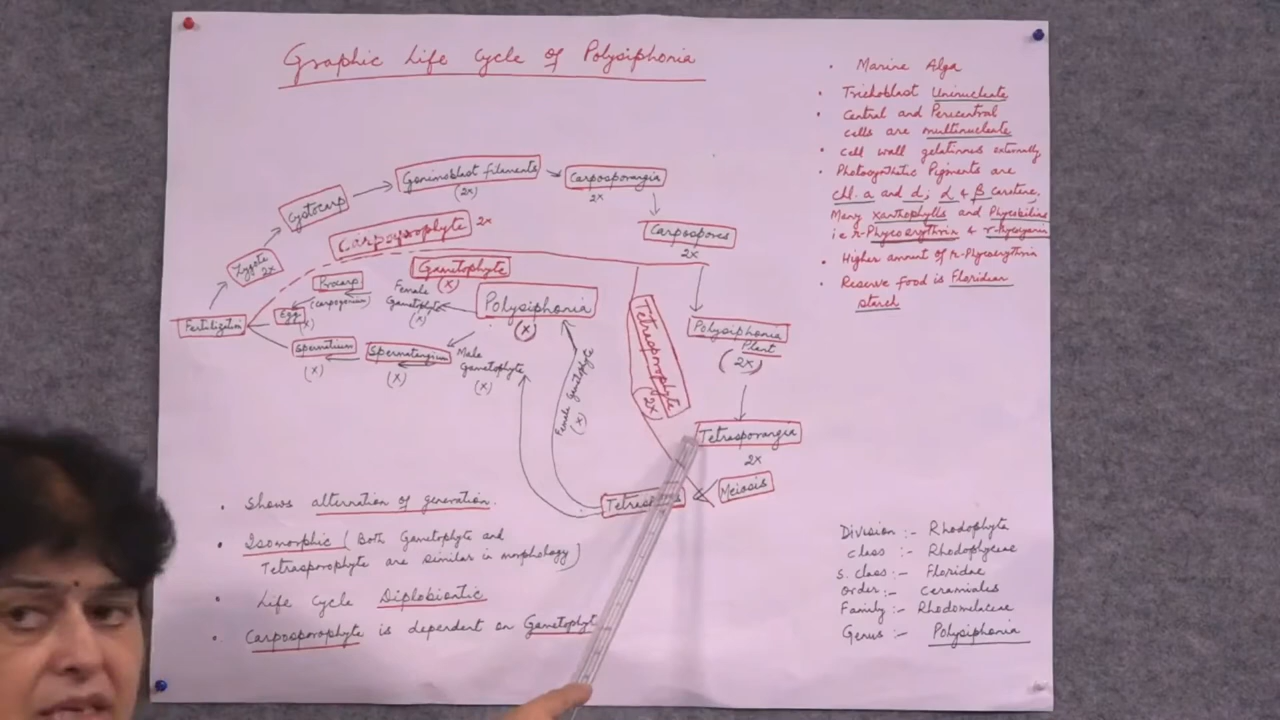 Graphic Life Cycle of Polysiphonia
Goniomoblast filaments
(2x)
Carposporangia
2x
Cystocarp
Carposporophyte 2x
Carpospores
2x
Zygote
2x
Gametophyte
(x)
Procarp
(carpogonium)
Female
Gametophyte
(x)
Polysiphonia
(x)
Egg
(x)
Fertilization
Spermatium
(x)
Spermatangium
(x)
Male
Gametophyte
(x)
Female Gametophyte
(x)
Tetrasporophyte
(2x)
Polysiphonia
Plant
(2x)
Tetrasporangia
2x
Meiosis
• Shows alternation of generation.
• Isomorphic (Both Gametophyte and
Tetrasporophyte are similar in morphology)
• Life Cycle Diplobiontic
• Carposporophyte is dependent on Gametophyt
• Marine Alga
• Trichoblast Uninucleate
• Central and Pericentral
cells are multinucleate
• Cell wall gelatinous externally
• Photosynthetic Pigments are
chl. a and d; α & β Carotene,
Many xanthophylls and Phycobilins
i.e r-Phycoerythrin & r-Phycocyanin
• Higher amount of r-Phycoerythrin
• Reserve food is Floridean
starch
Division :- Rhodophyta
Class :- Rhodophyceae
S. class :- Floridae
Order :- Ceramiales
Family :- Rhodomelaceae
Genus :- Polysiphonia